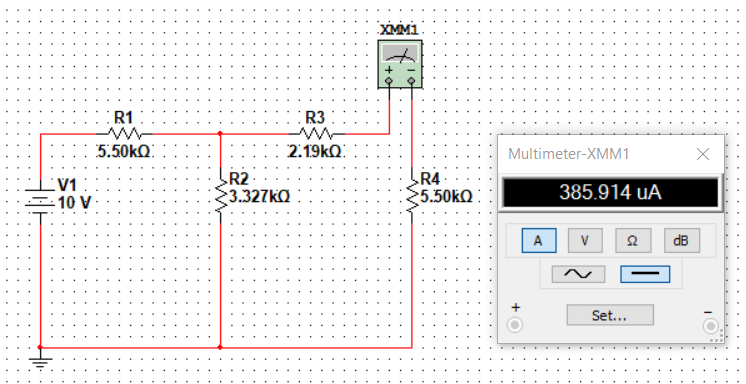 XMM1
R1
5.50kΩ
R3
2.19kΩ
V1
10 V
R2
3.327kΩ
R4
5.50kΩ
Multimeter-XMM1
385.914 uA
A
V
Ω
dB
+
Set...
-